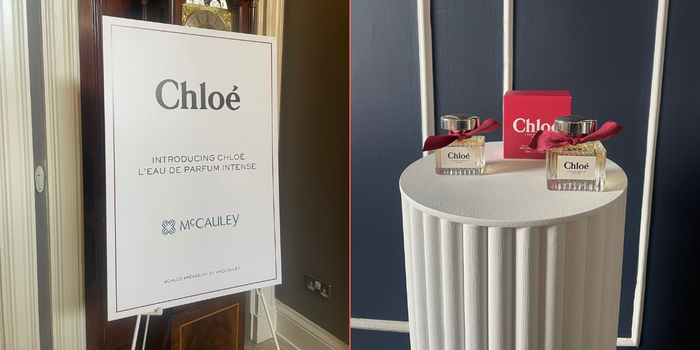 Chloé
INTRODUCING CHLOÉ
L'EAU DE PARFUM INTENSE
McCAULEY
Chloé
Chloé
Chloé